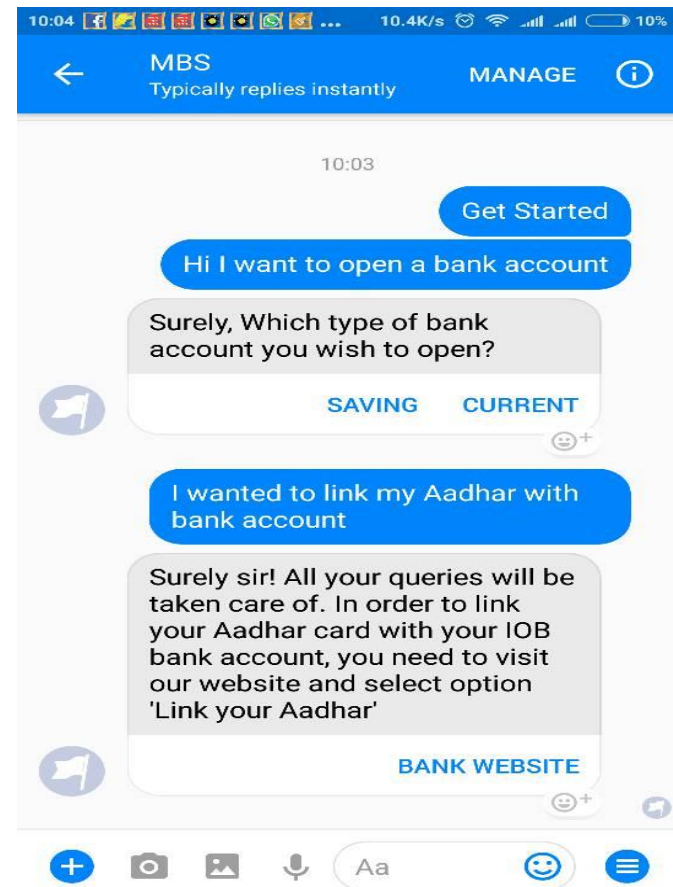 10:04 ... 10.4K/s 10%
MBS
Typically replies instantly
MANAGE
10:03
Get Started
Hi I want to open a bank account
Surely, Which type of bank
account you wish to open?
SAVING CURRENT
I wanted to link my Aadhar with
bank account
Surely sir! All your queries will be
taken care of. In order to link
your Aadhar card with your IOB
bank account, you need to visit
our website and select option
'Link your Aadhar'
BANK WEBSITE
Aa